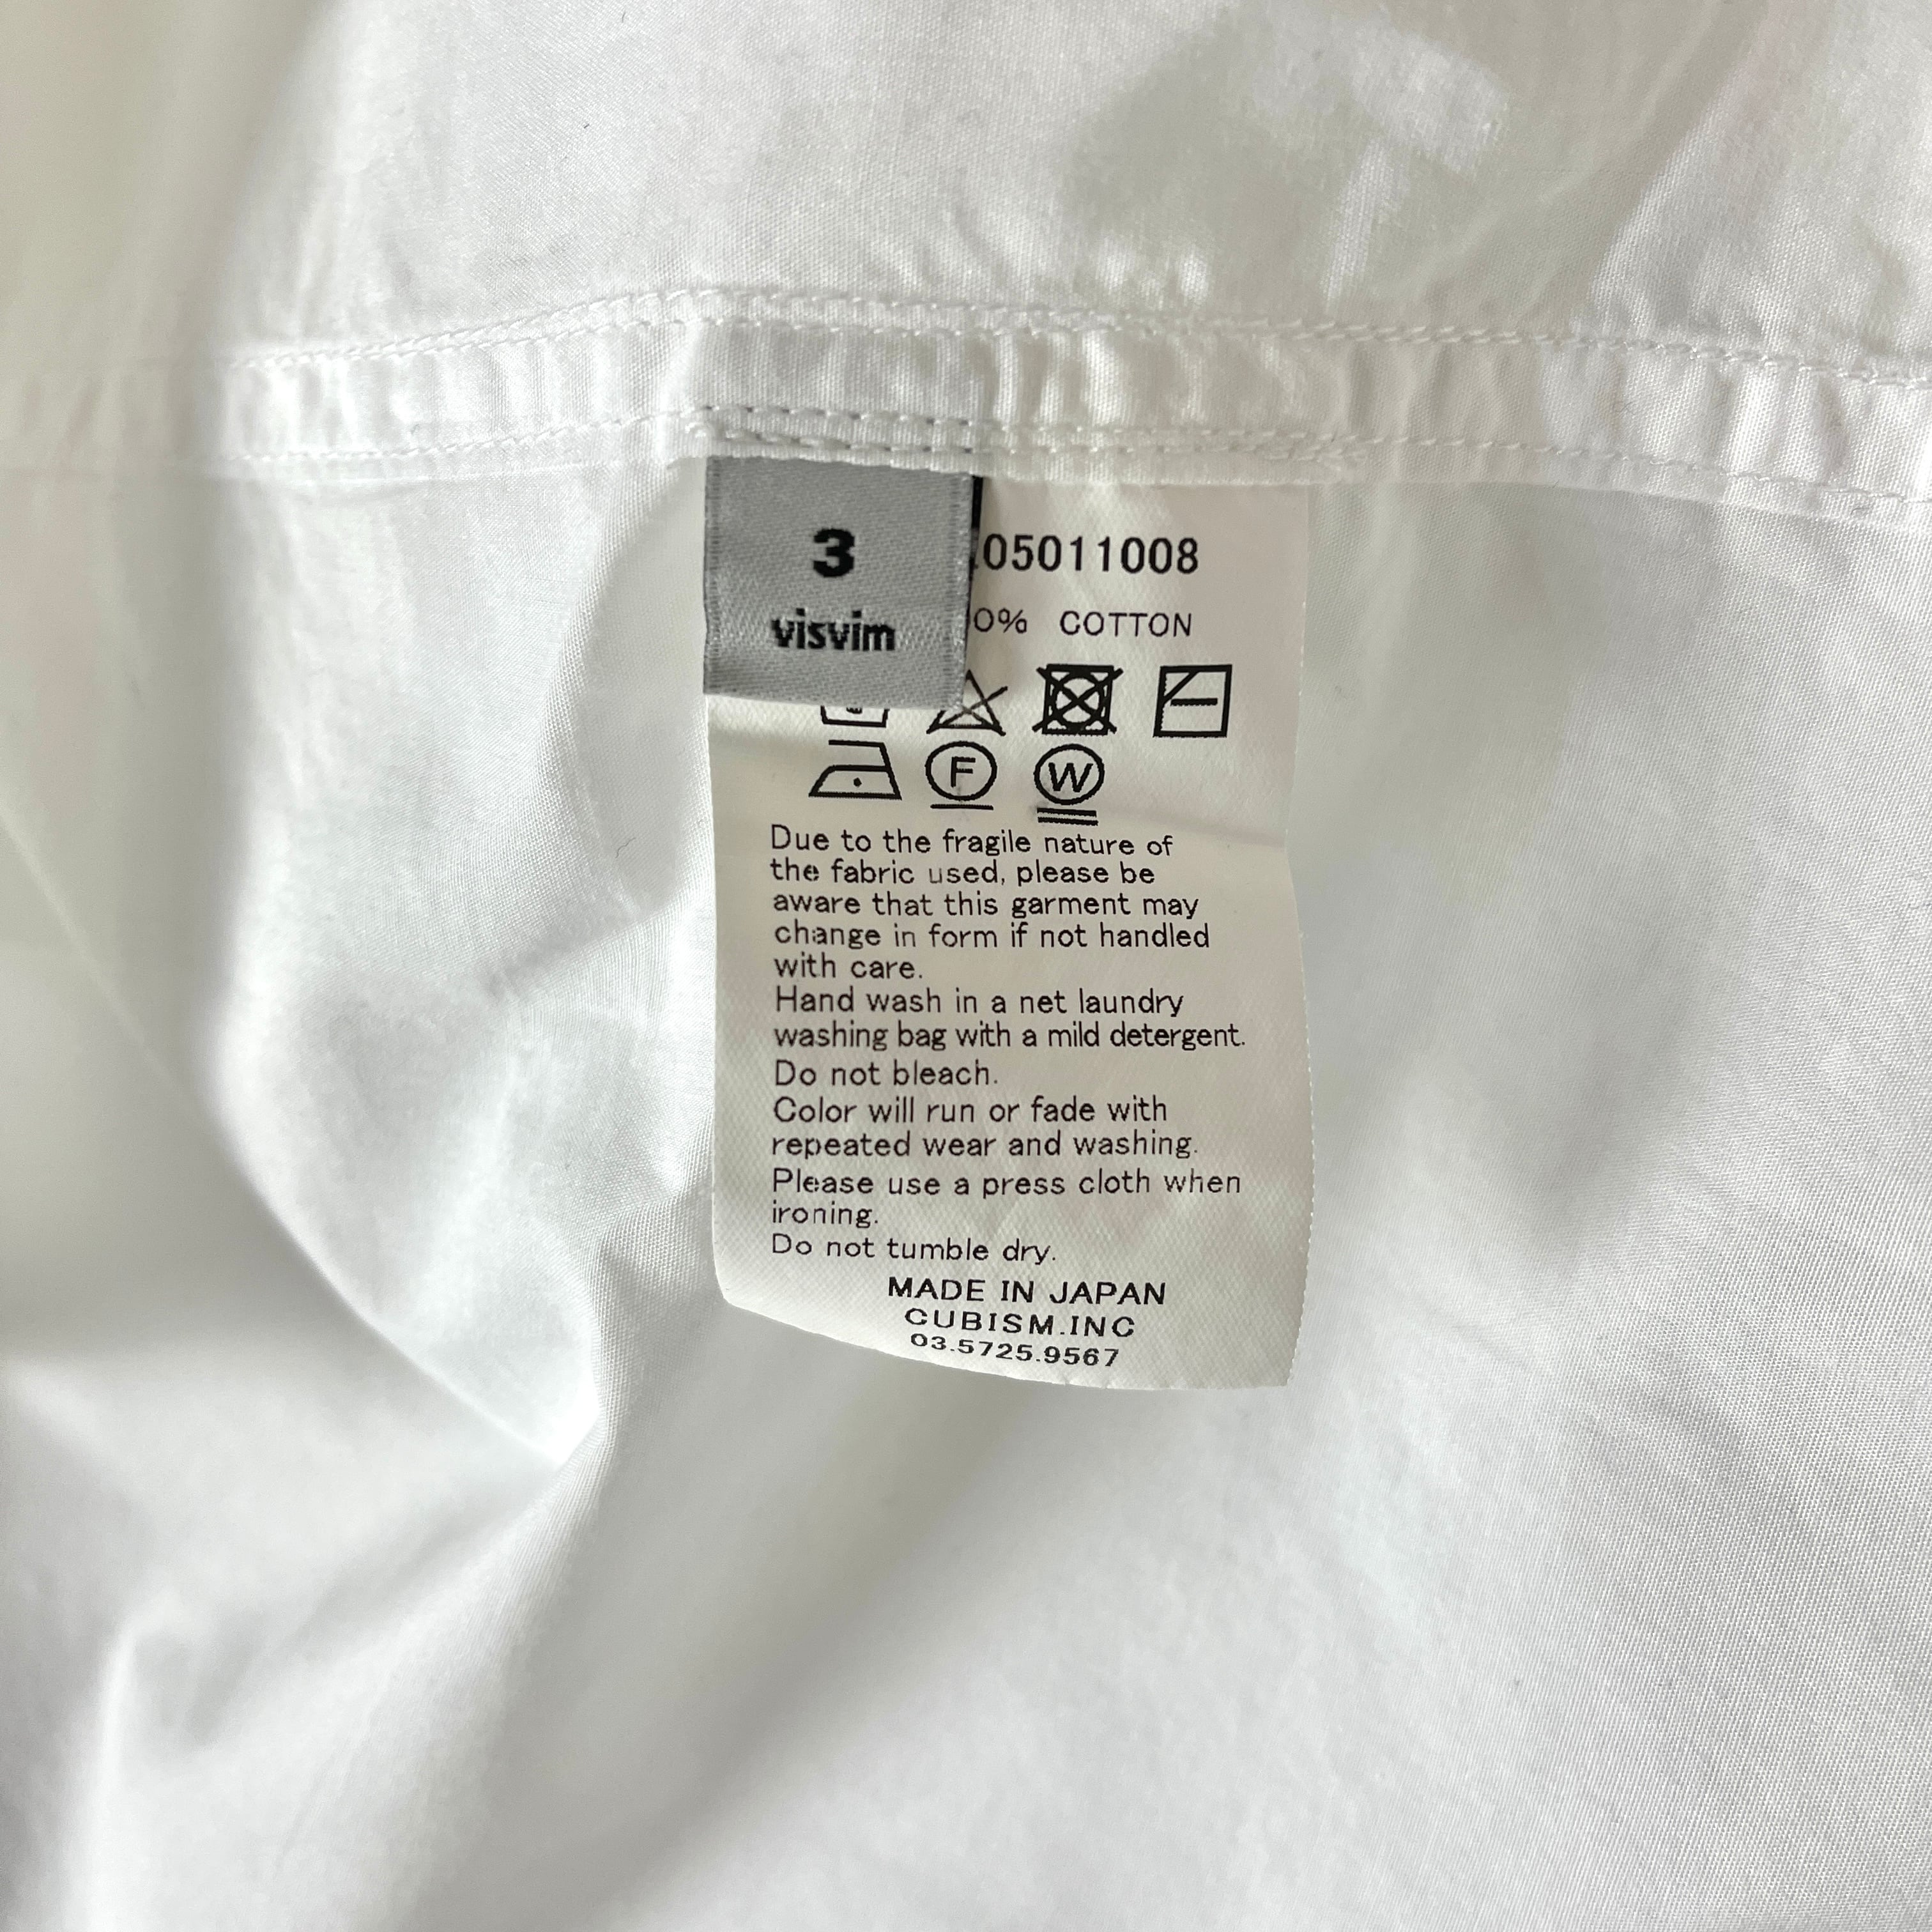 3
visvim
05011008
0% COTTON
F W
Due to the fragile nature of
the fabric used, please be
aware that this garment may
change in form if not handled
with care.
Hand wash in a net laundry
washing bag with a mild detergent.
Do not bleach.
Color will run or fade with
repeated wear and washing.
Please use a press cloth when
ironing.
Do not tumble dry.
MADE IN JAPAN
CUBISM.INC
03.5725.9567